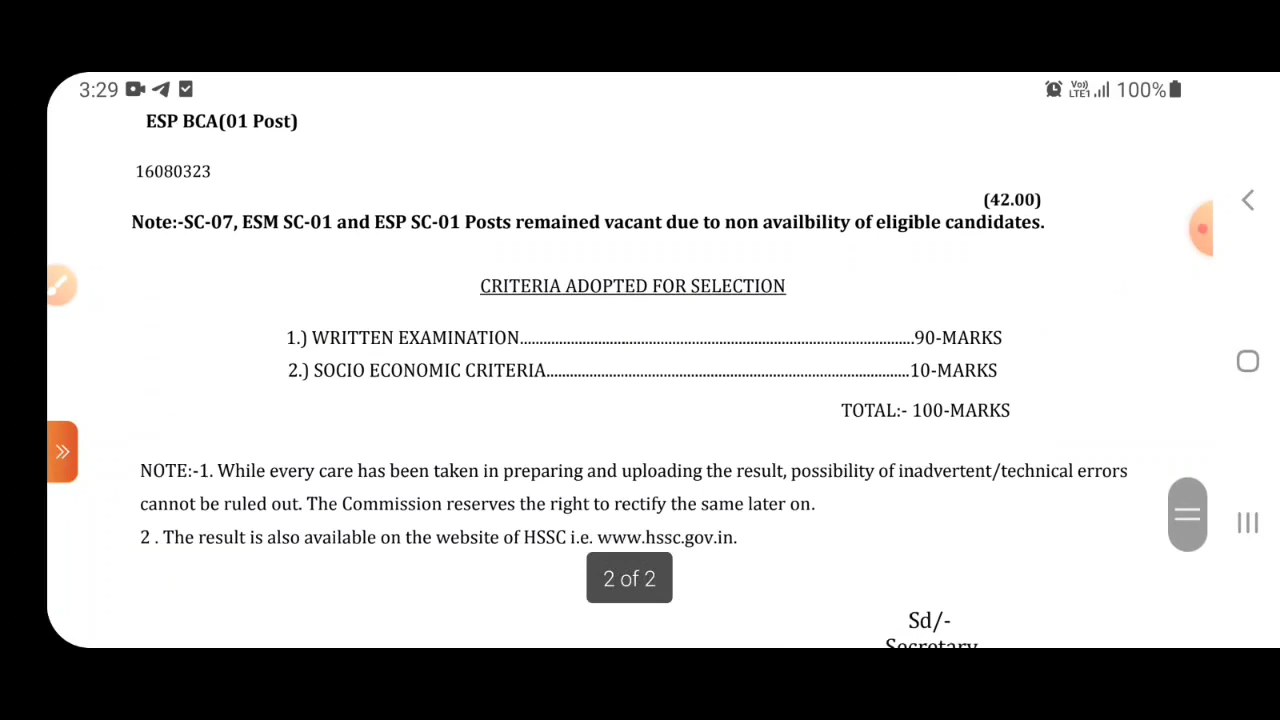 3:29
Vo))
LTE1
100%
ESP BCA(01 Post)
16080323
(42.00)
Note:-SC-07, ESM SC-01 and ESP SC-01 Posts remained vacant due to non availbility of eligible candidates.
CRITERIA ADOPTED FOR SELECTION
1.) WRITTEN EXAMINATION..........................................................................................90-MARKS
2.) SOCIO ECONOMIC CRITERIA..................................................................................10-MARKS
TOTAL:- 100-MARKS
NOTE:-1. While every care has been taken in preparing and uploading the result, possibility of inadvertent/technical errors
cannot be ruled out. The Commission reserves the right to rectify the same later on.
2 . The result is also available on the website of HSSC i.e. www.hssc.gov.in.
2 of 2
Sd/-
Secretary